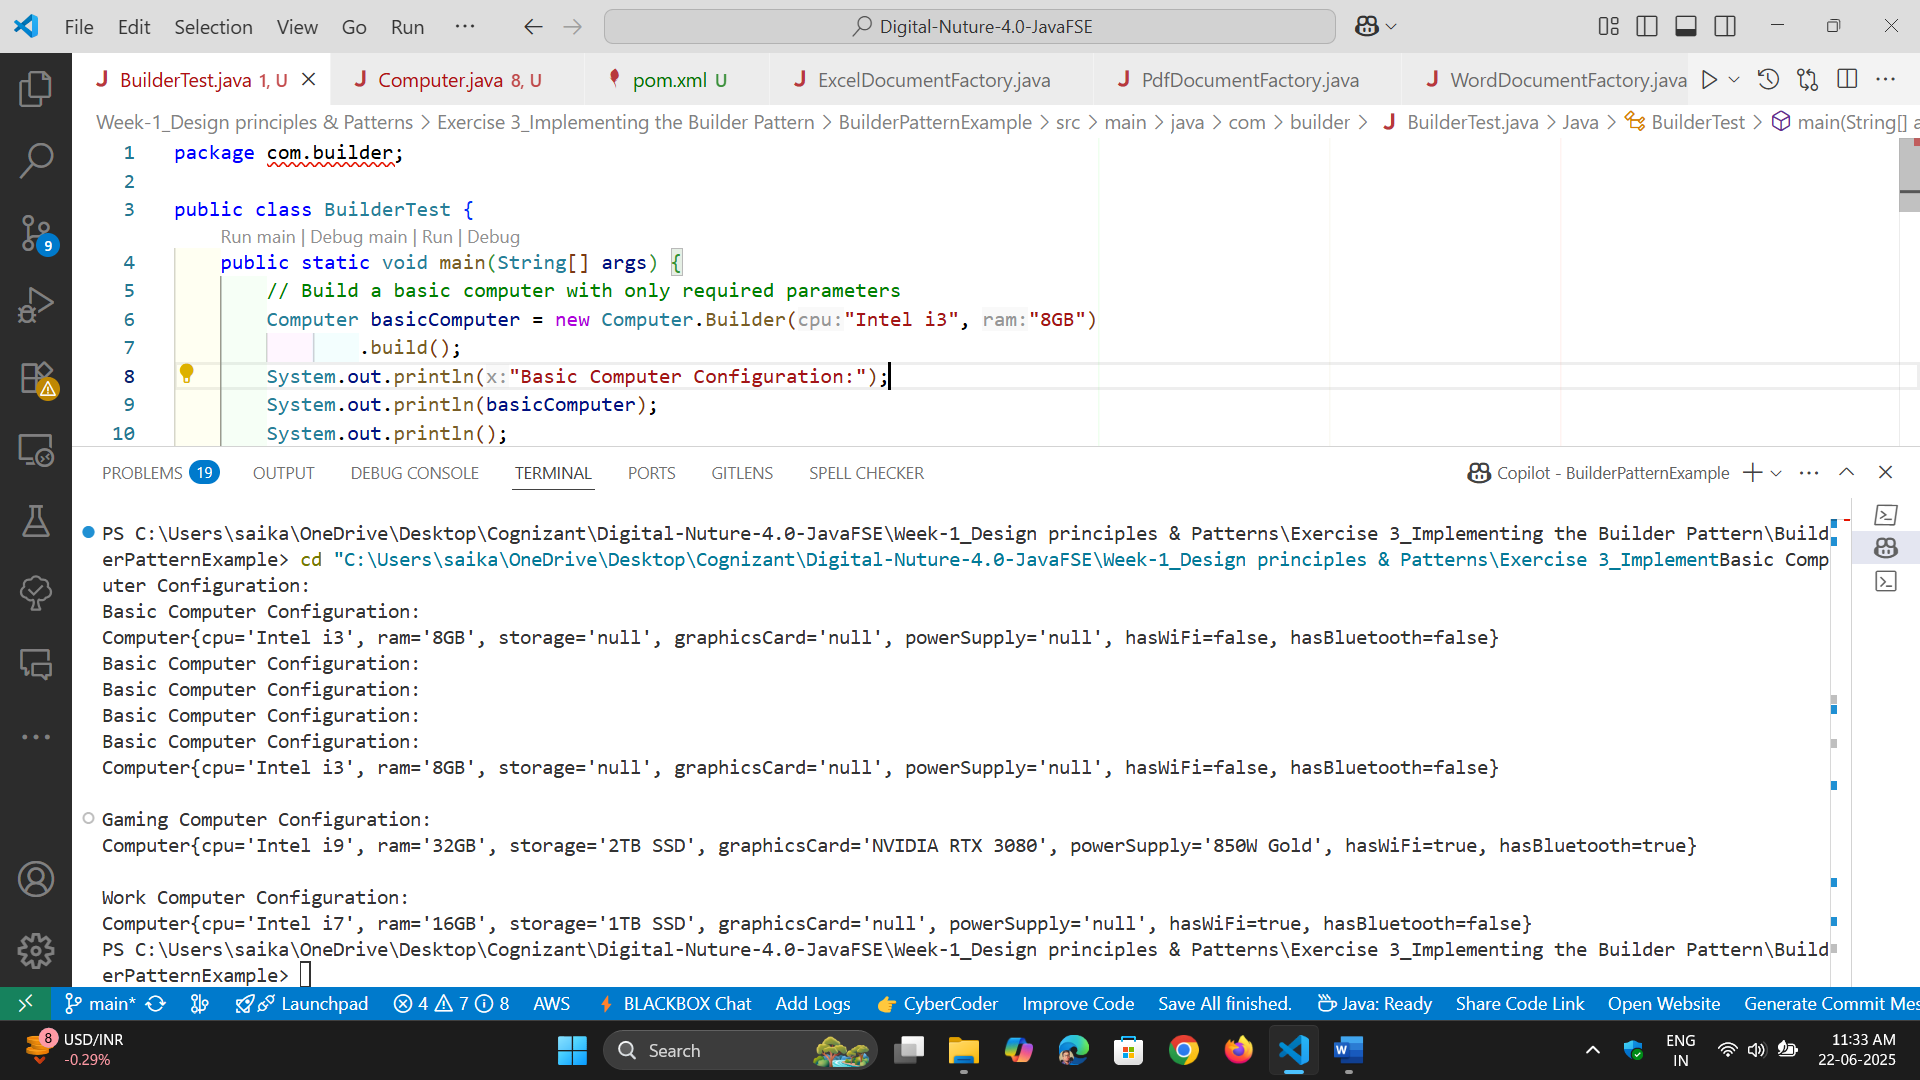 File Edit Selection View Go Run ··· Digital-Nuture-4.0-JavaFSE
J BuilderTest.java 1, U J Computer.java 8, U pom.xml U J ExcelDocumentFactory.java J PdfDocumentFactory.java J WordDocumentFactory.java
Week-1_Design principles & Patterns > Exercise 3_Implementing the Builder Pattern > BuilderPatternExample > src > main > java > com > builder > J BuilderTest.java > Java > BuilderTest > main(String[] a
1 package com.builder;
2
3 public class BuilderTest {
Run main | Debug main | Run | Debug
4 public static void main(String[] args) {
5 // Build a basic computer with only required parameters
6 Computer basicComputer = new Computer.Builder(cpu:"Intel i3", ram:"8GB")
7 .build();
8 System.out.println(x:"Basic Computer Configuration:");
9 System.out.println(basicComputer);
10 System.out.println();
PROBLEMS 19 OUTPUT DEBUG CONSOLE TERMINAL PORTS GITLENS SPELL CHECKER Copilot - BuilderPatternExample
PS C:\Users\saika\OneDrive\Desktop\Cognizant\Digital-Nuture-4.0-JavaFSE\Week-1_Design principles & Patterns\Exercise 3_Implementing the Builder Pattern\Build
erPatternExample> cd "C:\Users\saika\OneDrive\Desktop\Cognizant\Digital-Nuture-4.0-JavaFSE\Week-1_Design principles & Patterns\Exercise 3_ImplementBasic Comp
uter Configuration:
Basic Computer Configuration:
Computer{cpu='Intel i3', ram='8GB', storage='null', graphicsCard='null', powerSupply='null', hasWiFi=false, hasBluetooth=false}
Basic Computer Configuration:
Basic Computer Configuration:
Basic Computer Configuration:
Basic Computer Configuration:
Computer{cpu='Intel i3', ram='8GB', storage='null', graphicsCard='null', powerSupply='null', hasWiFi=false, hasBluetooth=false}
Gaming Computer Configuration:
Computer{cpu='Intel i9', ram='32GB', storage='2TB SSD', graphicsCard='NVIDIA RTX 3080', powerSupply='850W Gold', hasWiFi=true, hasBluetooth=true}
Work Computer Configuration:
Computer{cpu='Intel i7', ram='16GB', storage='1TB SSD', graphicsCard='null', powerSupply='null', hasWiFi=true, hasBluetooth=false}
PS C:\Users\saika\OneDrive\Desktop\Cognizant\Digital-Nuture-4.0-JavaFSE\Week-1_Design principles & Patterns\Exercise 3_Implementing the Builder Pattern\Build
erPatternExample>
9
main* Launchpad 4 7 8 AWS BLACKBOX Chat Add Logs CyberCoder Improve Code Save All finished. Java: Ready Share Code Link Open Website Generate Commit Mes
8 USD/INR
-0.29%
Search
W
ENG
IN
11:33 AM
22-06-2025